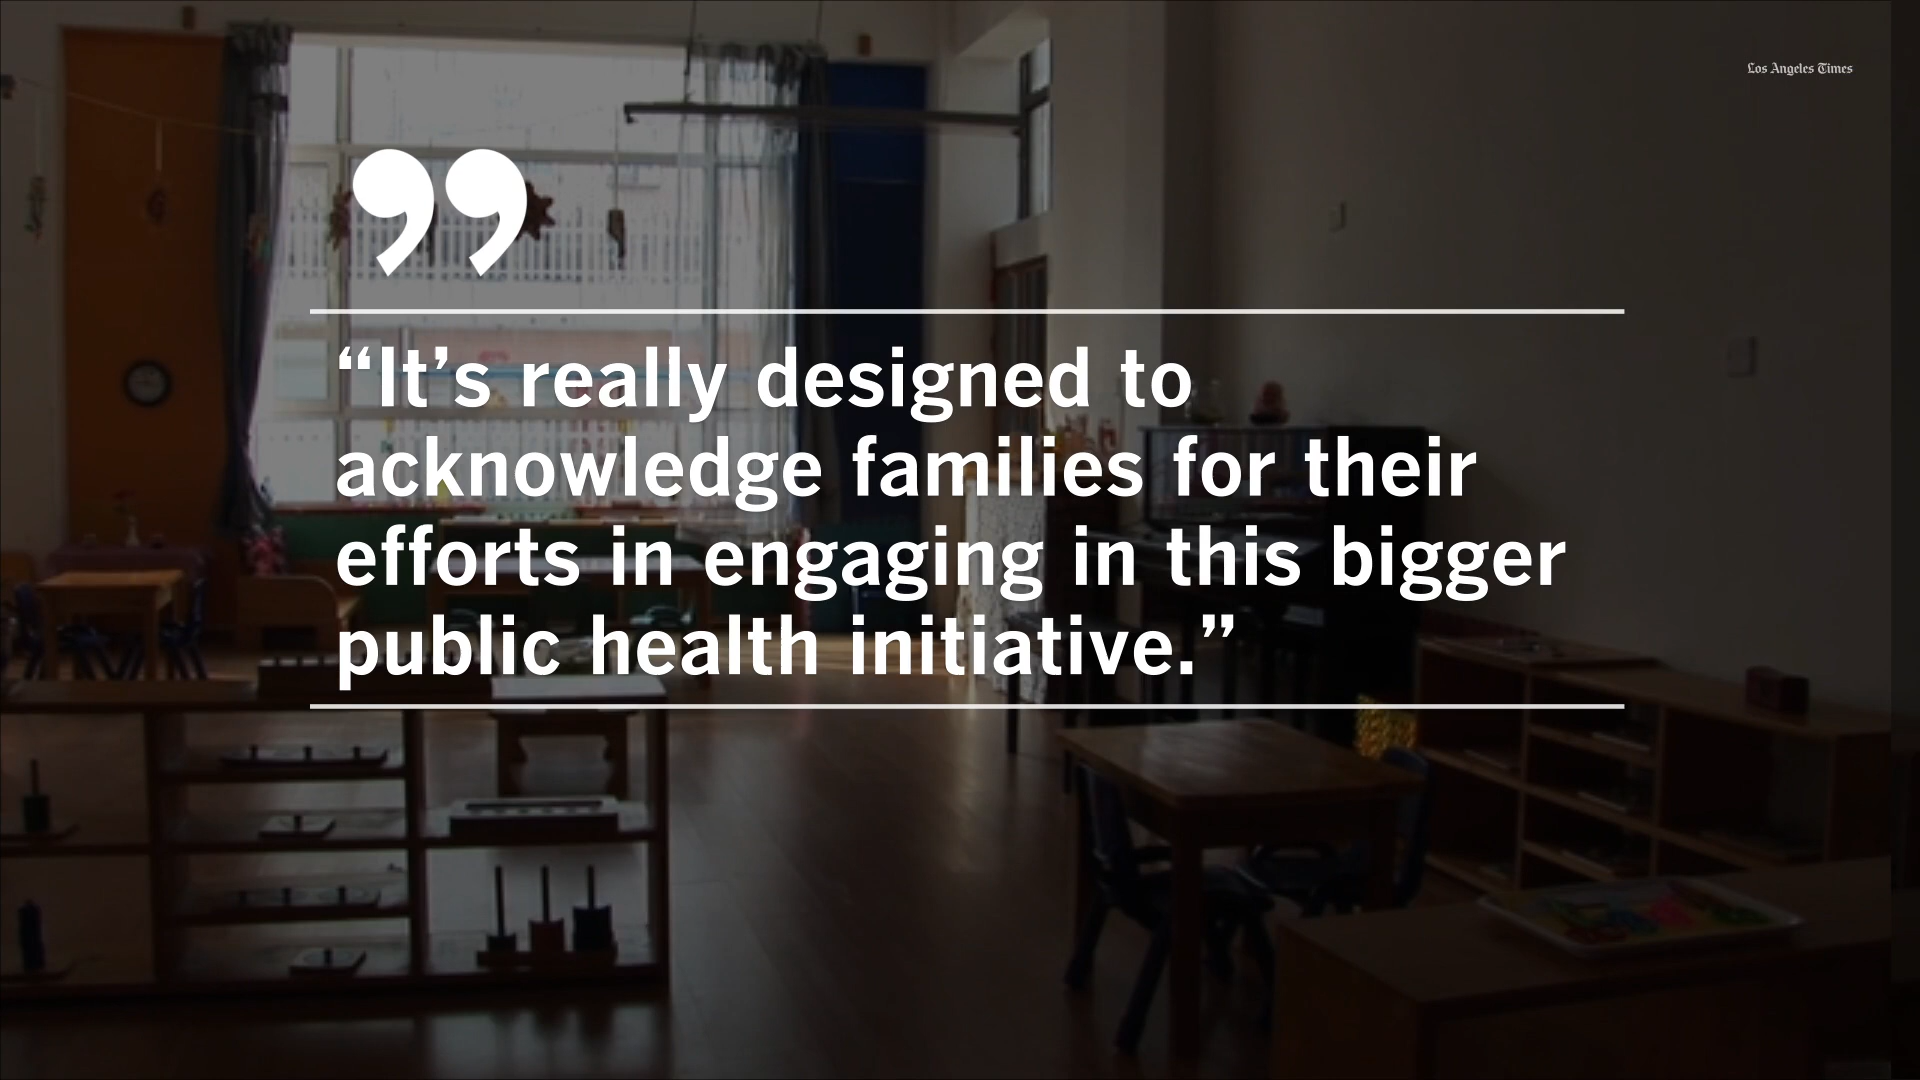 Los Angeles Times
”
“It’s really designed to
acknowledge families for their
efforts in engaging in this bigger
public health initiative.”